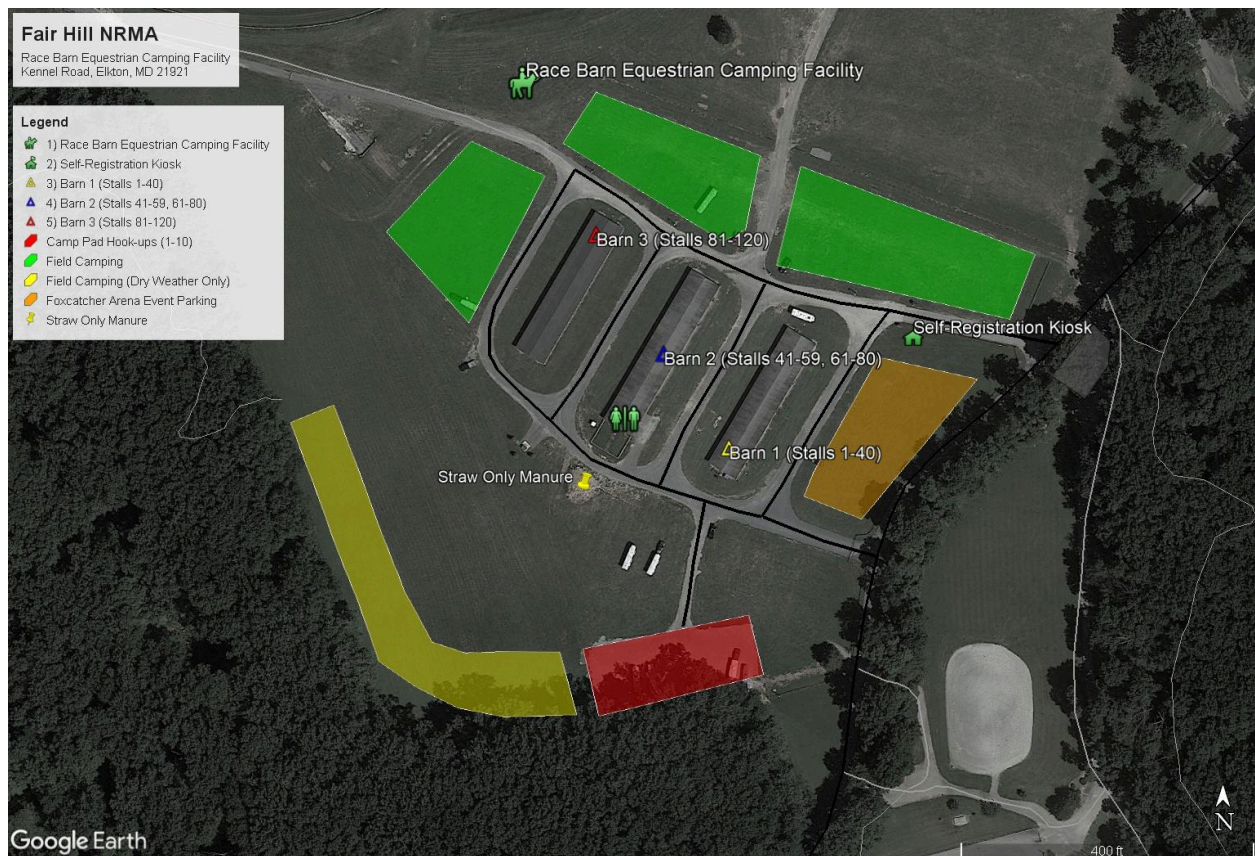 Fair Hill NRMA
Race Barn Equestrian Camping Facility
Kennel Road, Elkton, MD 21921
Legend
1) Race Barn Equestrian Camping Facility
2) Self-Registration Kiosk
3) Barn 1 (Stalls 1-40)
4) Barn 2 (Stalls 41-59, 61-80)
5) Barn 3 (Stalls 81-120)
Camp Pad Hook-ups (1-10)
Field Camping
Field Camping (Dry Weather Only)
Foxcatcher Arena Event Parking
Straw Only Manure
Race Barn Equestrian Camping Facility
Barn 3 (Stalls 81-120)
Self-Registration Kiosk
Barn 2 (Stalls 41-59, 61-80)
Barn 1 (Stalls 1-40)
Straw Only Manure
N
Google Earth
400 ft